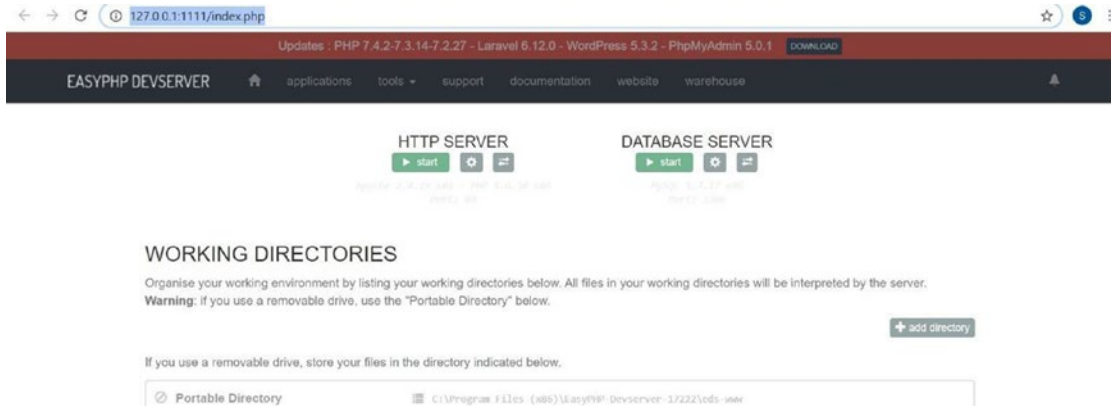 127.0.0.1:1111/index.php
S
Updates : PHP 7.4.2-7.3.14-7.2.27 - Laravel 6.12.0 - WordPress 5.3.2 - PhpMyAdmin 5.0.1 DOWNLOAD
EASYPHP DEVSERVER applications tools support documentation website warehouse
HTTP SERVER DATABASE SERVER
start start
WORKING DIRECTORIES
Organise your working environment by listing your working directories below. All files in your working directories will be interpreted by the server.
Warning: if you use a removable drive, use the "Portable Directory" below.
+ add directory
If you use a removable drive, store your files in the directory indicated below.
Portable Directory C:\Program Files (x86)\EasyPHP-Devserver-17222\eds-www